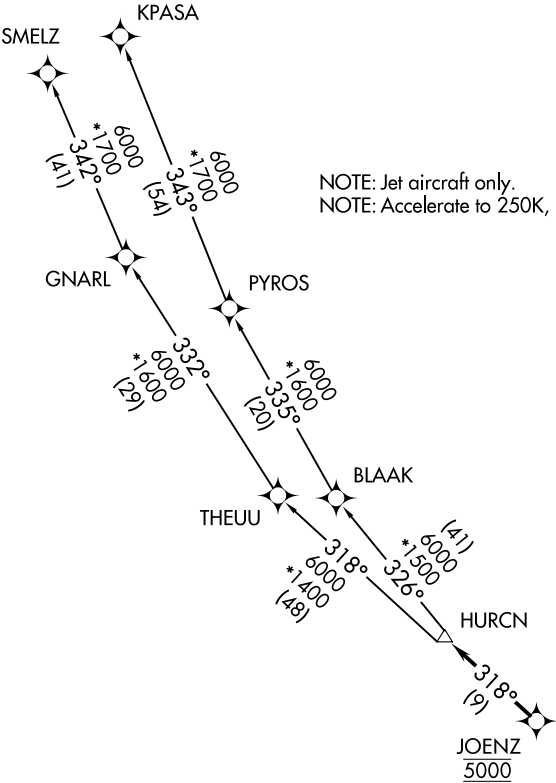 KPASA
SMELZ
6000
*1700
342°
(41)
6000
*1700
343°
(54)
NOTE: Jet aircraft only.
NOTE: Accelerate to 250K,
GNARL
PYROS
332°
6000
*1600
(29)
6000
*1600
335°
(20)
BLAAK
THEUU
318°
6000
*1400
(48)
(41)
6000
*1500
326°
HURCN
318°
(9)
JOENZ
5000